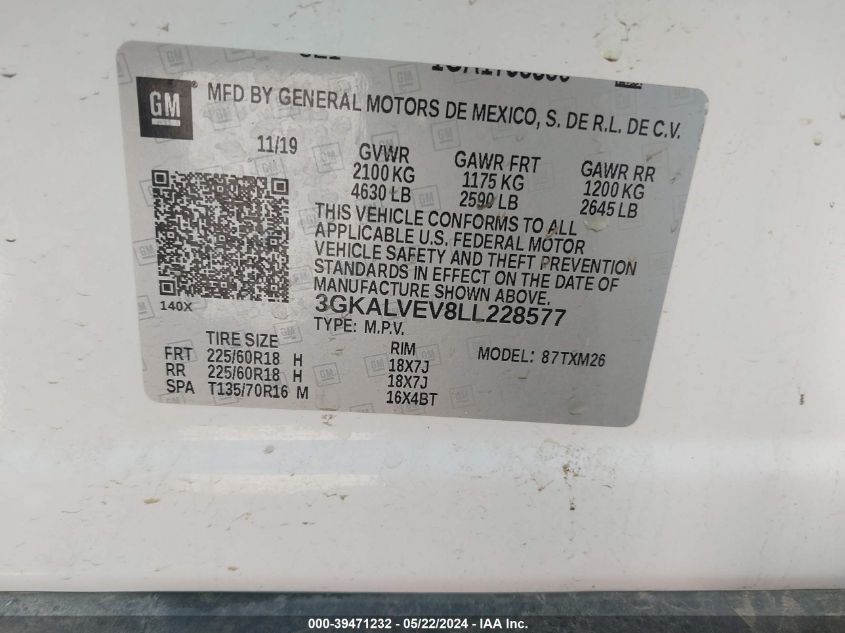 GM
MFD BY GENERAL MOTORS DE MEXICO, S. DE R.L. DE C.V.
11/19 GVWR GAWR FRT GAWR RR
2100 KG 1175 KG 1200 KG
4630 LB 2590 LB 2645 LB
THIS VEHICLE CONFORMS TO ALL
APPLICABLE U.S. FEDERAL MOTOR
VEHICLE SAFETY AND THEFT PREVENTION
STANDARDS IN EFFECT ON THE DATE OF
MANUFACTURE SHOWN ABOVE.
140X
3GKALVEV8LL228577
TYPE: M.P.V.
TIRE SIZE RIM MODEL: 87TXM26
FRT 225/60R18 H 18X7J
RR 225/60R18 H 18X7J
SPA T135/70R16 M 16X4BT
000-39471232 - 05/22/2024 - IAA Inc.